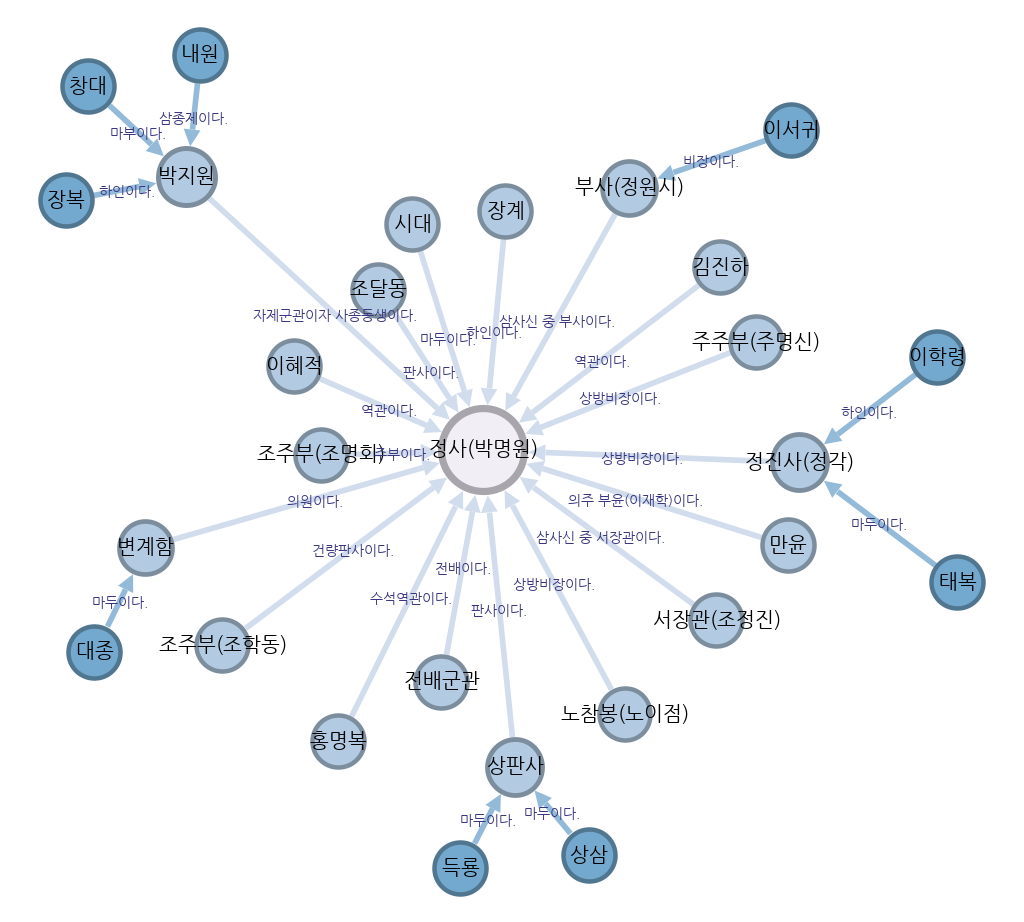 내원
창대
삼종제이다.
마부이다.
박지원
하인이다.
장복
이서귀
비장이다.
부사(정원시)
장계
시대
김진하
조달동
자제군관이자 사종동생이다.
삼사신 중 부사이다.
하인이다.
마두이다.
주주부(주명신)
이학령
이혜적
판사이다.
역관이다.
상방비장이다.
역관이다.
하인이다.
조주부(조명화)
주부이다.
정사(박명원)
상방비장이다.
정진사(정각)
의원이다.
의주 부윤(이재학)이다.
마두이다.
변계함
건량판사이다.
전배이다.
삼사신 중 서장관이다.
만윤
상방비장이다.
태복
마두이다.
수석역관이다.
판사이다.
서장관(조정진)
대종
조주부(조학동)
전배군관
노참봉(노이점)
홍명복
상판사
마두이다.
마두이다.
득룡
상삼